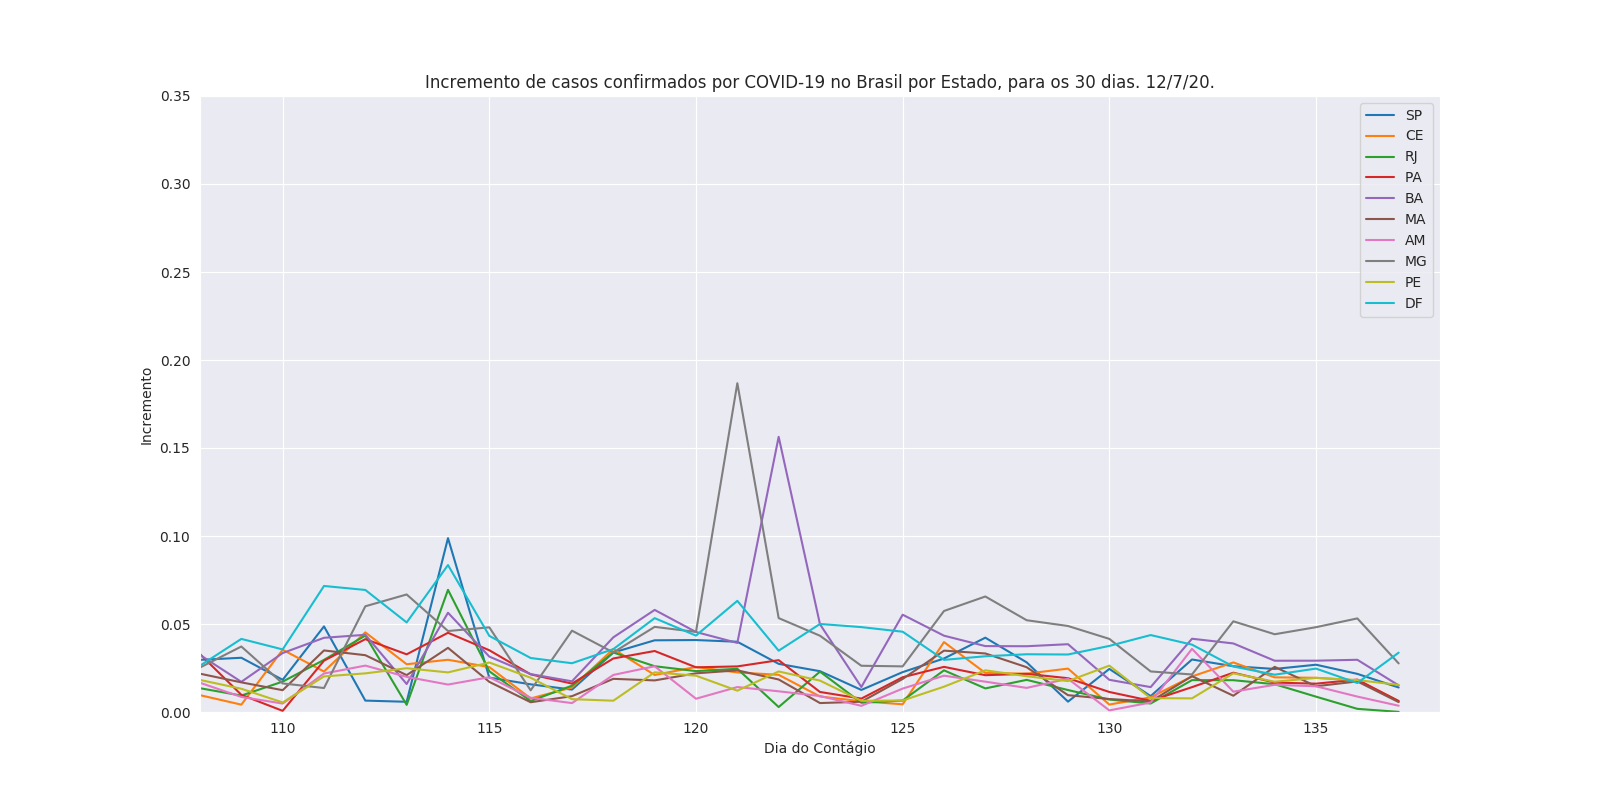 Incremento de casos confirmados por COVID-19 no Brasil por Estado, para os 30 dias. 12/7/20.
0.35
0.30
0.25
0.20
0.15
0.10
0.05
0.00
Incremento
SP
CE
RJ
PA
BA
MA
AM
MG
PE
DF
110 115 120 125 130 135
Dia do Contágio